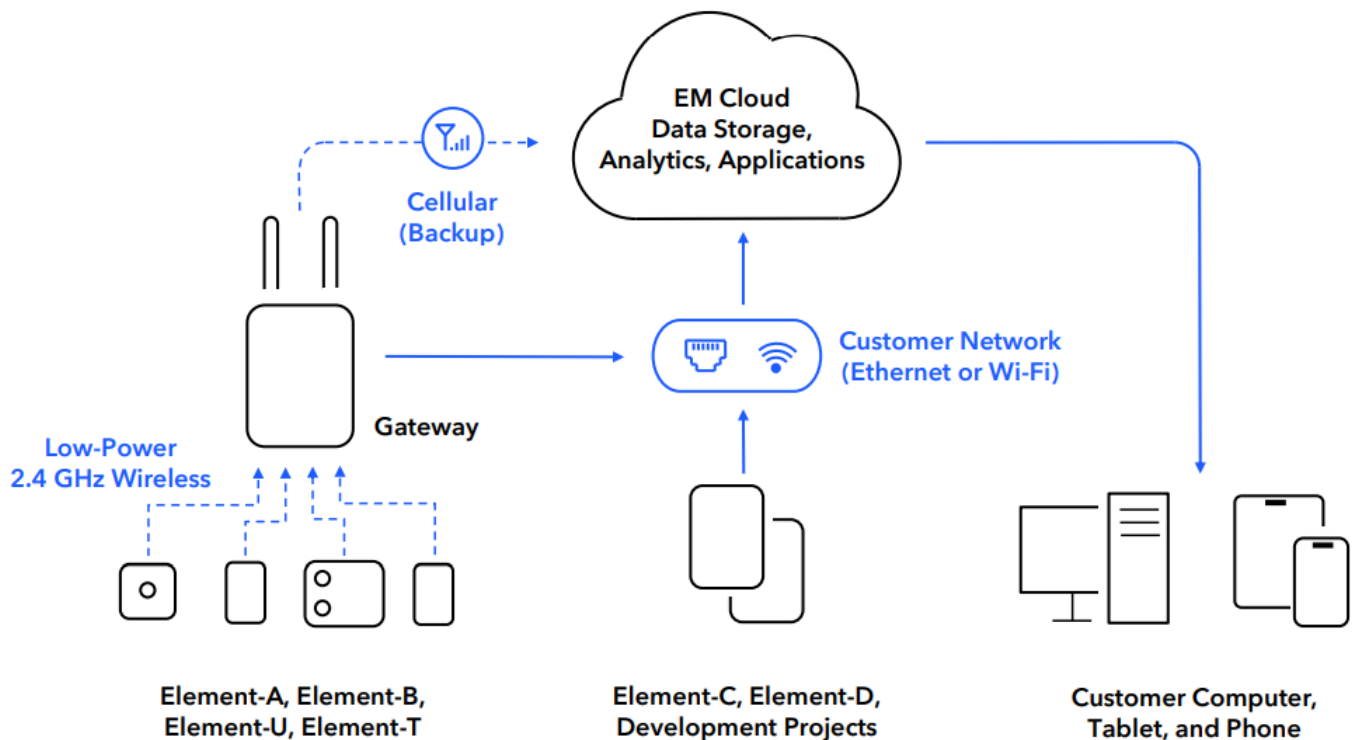 EM Cloud
Data Storage,
Analytics, Applications
Cellular
(Backup)
Customer Network
(Ethernet or Wi-Fi)
Gateway
Low-Power
2.4 GHz Wireless
Element-A, Element-B,
Element-U, Element-T
Element-C, Element-D,
Development Projects
Customer Computer,
Tablet, and Phone